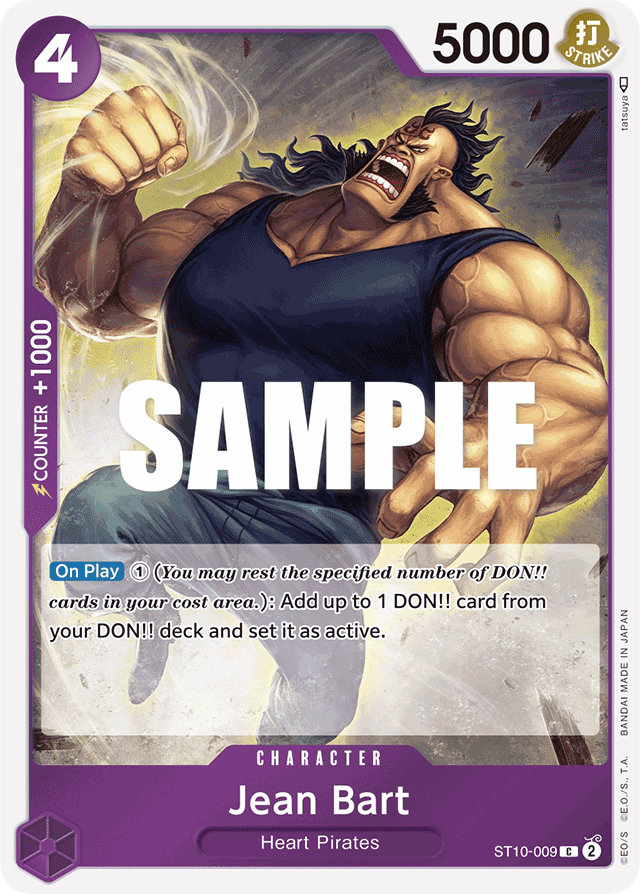 4
5000
打
STRIKE
tatsuya
COUNTER +1000
SAMPLE
On Play ① (You may rest the specified number of DON!!
cards in your cost area.): Add up to 1 DON!! card from
your DON!! deck and set it as active.
CHARACTER
Jean Bart
Heart Pirates
ST10-009 C 2
©E.O/S ©E.O./S., T.A. BANDAI MADE IN JAPAN